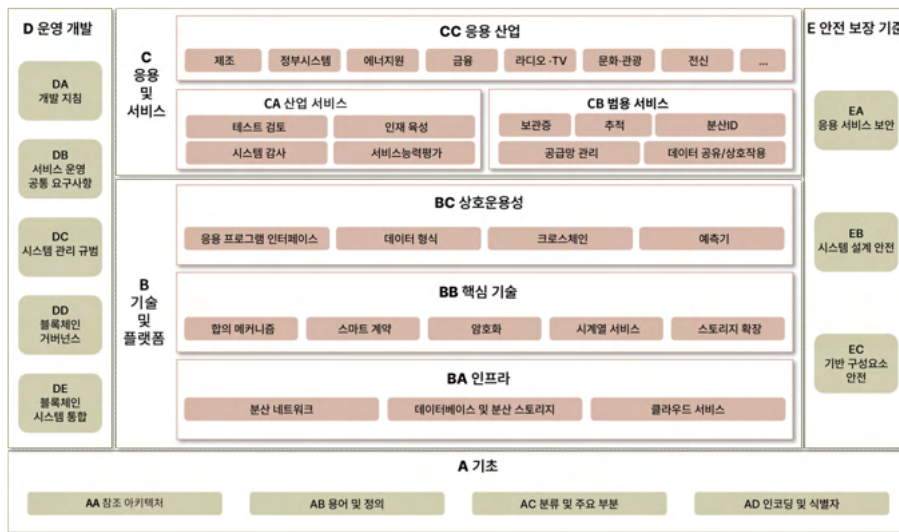 D 운영 개발
DA
개발 지침
DB
서비스 운영
공통 요구사항
DC
시스템 관리 규범
DD
블록체인
거버넌스
DE
블록체인
시스템 통합
C
응용
및
서비스
CC 응용 산업
제조
정부시스템
에너지원
금융
라디오·TV
문화·관광
전신
...
CA 산업 서비스
테스트 검토
인재 육성
시스템 감사
서비스능력평가
CB 범용 서비스
보관증
추적
분산ID
공급망 관리
데이터 공유/상호작용
B
기술
및
플랫폼
BC 상호운용성
응용 프로그램 인터페이스
데이터 형식
크로스체인
예측기
BB 핵심 기술
합의 메커니즘
스마트 계약
암호화
시계열 서비스
스토리지 확장
BA 인프라
분산 네트워크
데이터베이스 및 분산 스토리지
클라우드 서비스
E 안전 보장 기준
EA
응용 서비스 보안
EB
시스템 설계 안전
EC
기반 구성요소
안전
A 기초
AA 참조 아키텍처
AB 용어 및 정의
AC 분류 및 주요 부분
AD 인코딩 및 식별자